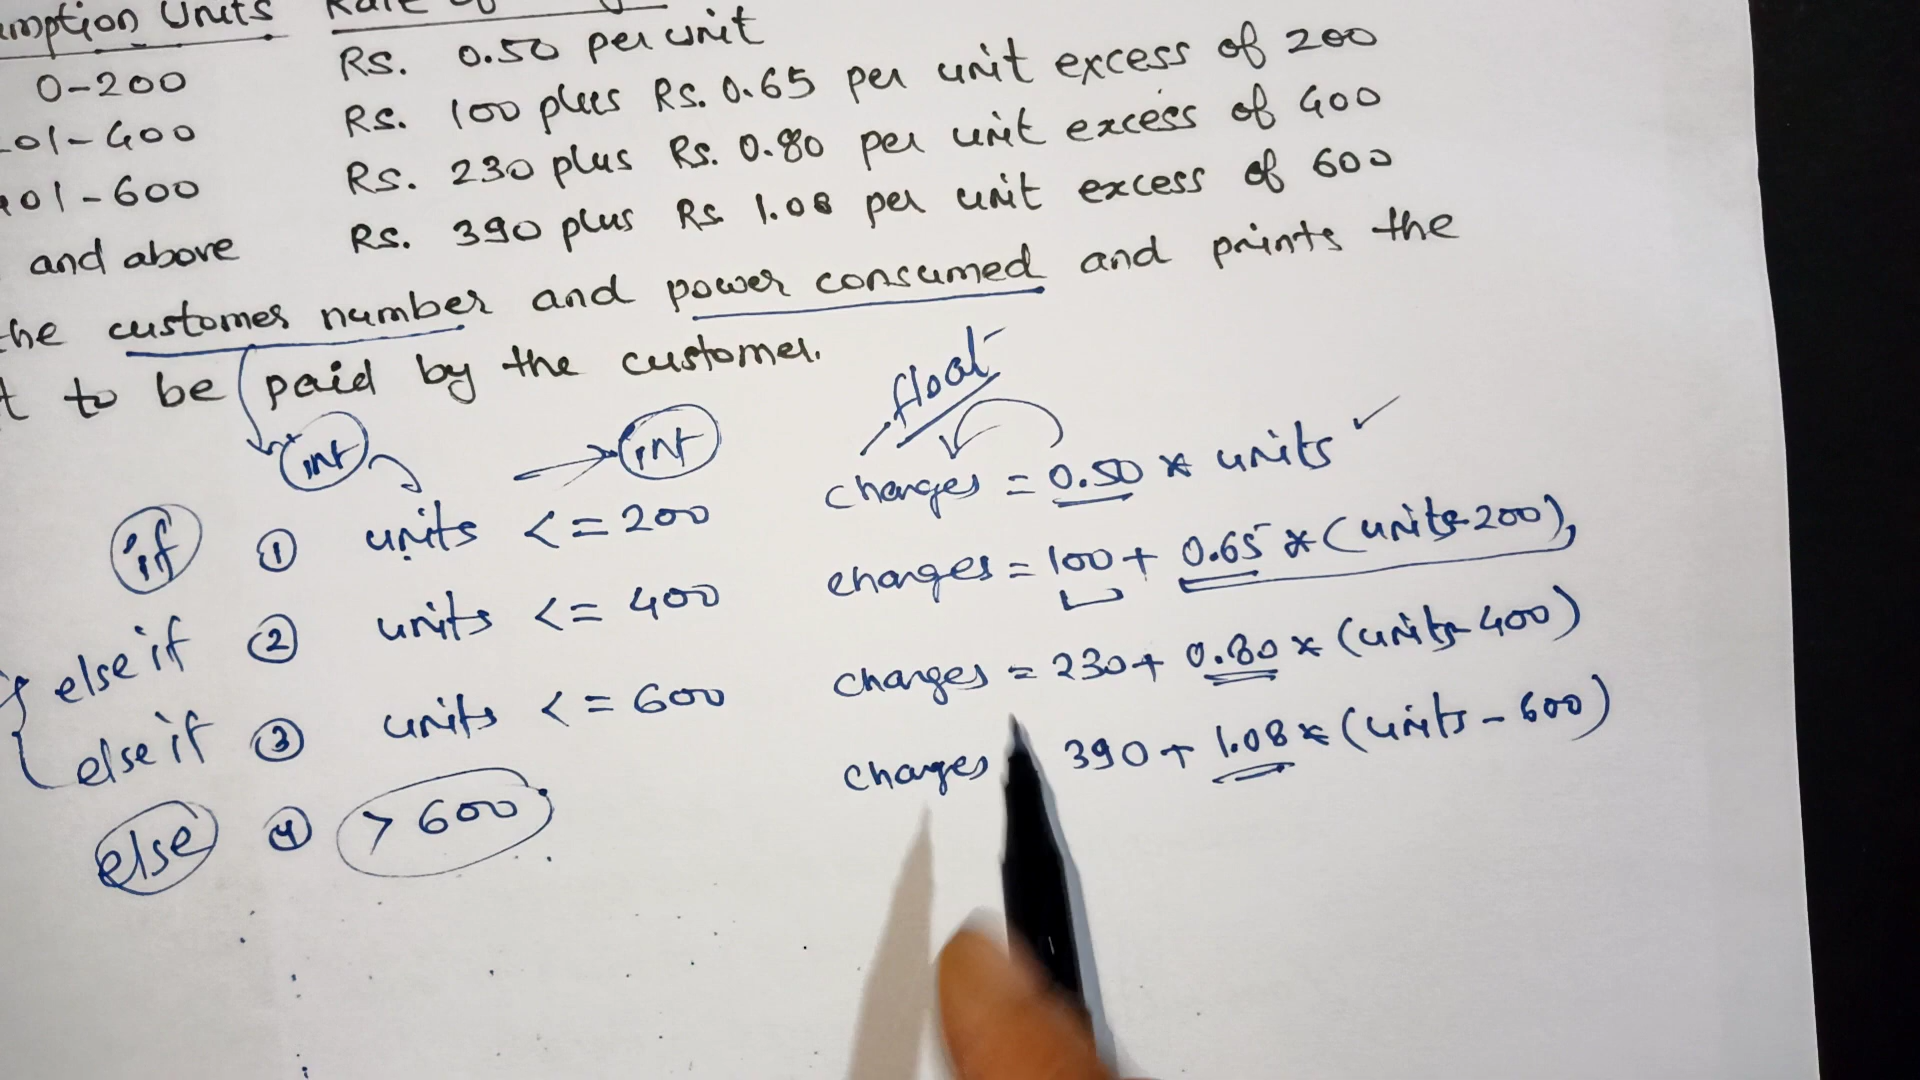 Units Rate of
0-200 Rs. 0.50 per unit
01-400 Rs. 100 plus Rs. 0.65 per unit excess of 200
01-600 Rs. 230 plus Rs. 0.80 per unit excess of 400
and above Rs. 390 plus Rs 1.08 per unit excess of 600
the customer number and power consumed and prints the
t to be paid by the customer.
int int float
if 1 units <= 200 charges = 0.50 * units ✓
else if 2 units <= 400 charges = 100 + 0.65 * (units-200),
else if 3 units <= 600 charges = 230 + 0.80 * (units-400)
else 4 > 600 charges 390 + 1.08 * (units - 600)